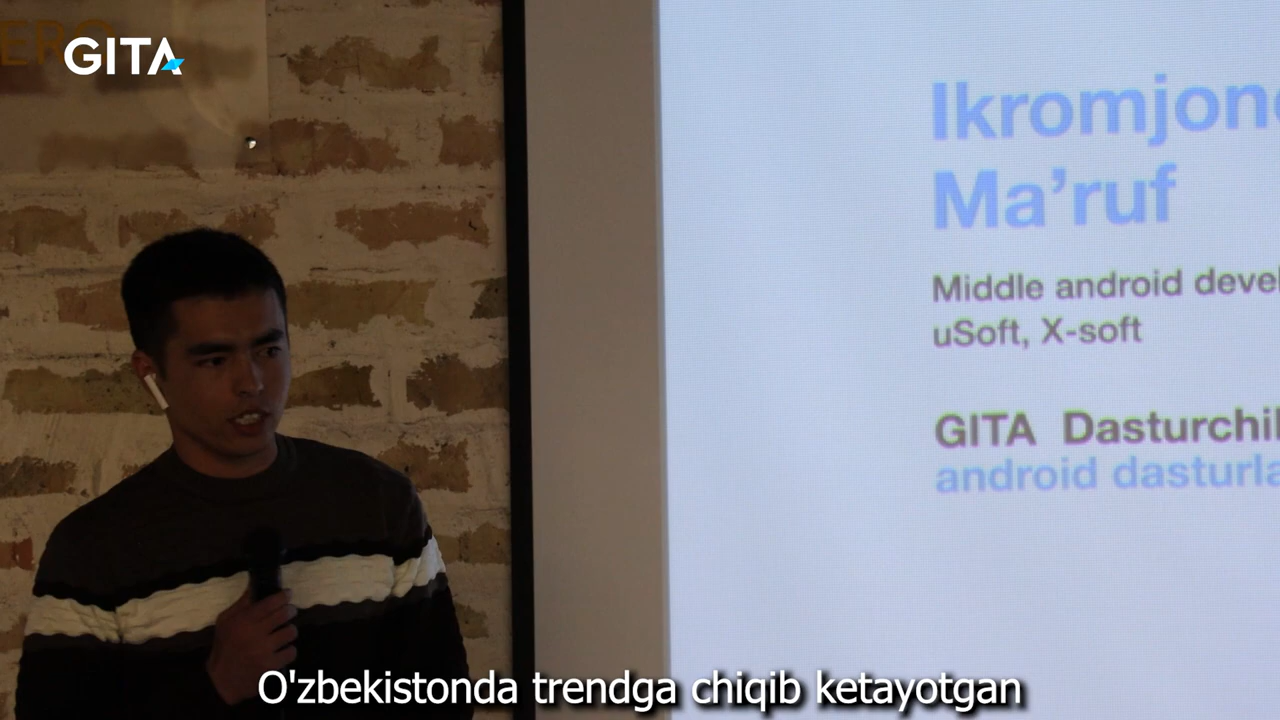 GITA
Ikromjon
Ma'ruf
Middle android devel
uSoft, X-soft
GITA Dasturchil
android dasturla
O'zbekistonda trendga chiqib ketayotgan